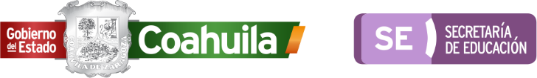 Gobierno
del Estado
Coahuila
SE
SECRETARÍA
DE EDUCACIÓN